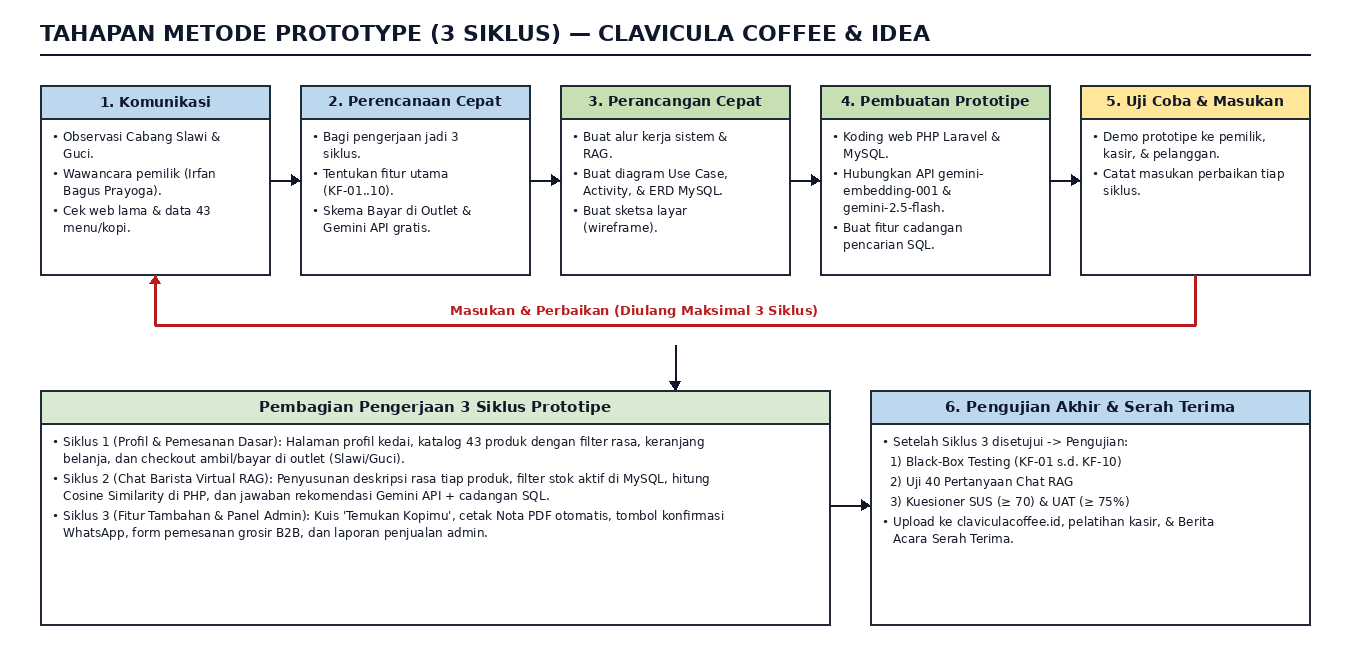 TAHAPAN METODE PROTOTYPE (3 SIKLUS) — CLAVICULA COFFEE & IDEA
1. Komunikasi
• Observasi Cabang Slawi &
Guci.
• Wawancara pemilik (Irfan
Bagus Prayoga).
• Cek web lama & data 43
menu/kopi.
2. Perencanaan Cepat
• Bagi pengerjaan jadi 3
siklus.
• Tentukan fitur utama
(KF-01..10).
• Skema Bayar di Outlet &
Gemini API gratis.
3. Perancangan Cepat
• Buat alur kerja sistem &
RAG.
• Buat diagram Use Case,
Activity, & ERD MySQL.
• Buat sketsa layar
(wireframe).
4. Pembuatan Prototipe
• Koding web PHP Laravel &
MySQL.
• Hubungkan API gemini-
embedding-001 &
gemini-2.5-flash.
• Buat fitur cadangan
pencarian SQL.
5. Uji Coba & Masukan
• Demo prototipe ke pemilik,
kasir, & pelanggan.
• Catat masukan perbaikan tiap
siklus.
Masukan & Perbaikan (Diulang Maksimal 3 Siklus)
Pembagian Pengerjaan 3 Siklus Prototipe
• Siklus 1 (Profil & Pemesanan Dasar): Halaman profil kedai, katalog 43 produk dengan filter rasa, keranjang
belanja, dan checkout ambil/bayar di outlet (Slawi/Guci).
• Siklus 2 (Chat Barista Virtual RAG): Penyusunan deskripsi rasa tiap produk, filter stok aktif di MySQL, hitung
Cosine Similarity di PHP, dan jawaban rekomendasi Gemini API + cadangan SQL.
• Siklus 3 (Fitur Tambahan & Panel Admin): Kuis 'Temukan Kopimu', cetak Nota PDF otomatis, tombol konfirmasi
WhatsApp, form pemesanan grosir B2B, dan laporan penjualan admin.
6. Pengujian Akhir & Serah Terima
• Setelah Siklus 3 disetujui -> Pengujian:
1) Black-Box Testing (KF-01 s.d. KF-10)
2) Uji 40 Pertanyaan Chat RAG
3) Kuesioner SUS (≥ 70) & UAT (≥ 75%)
• Upload ke claviculacoffee.id, pelatihan kasir, & Berita
Acara Serah Terima.